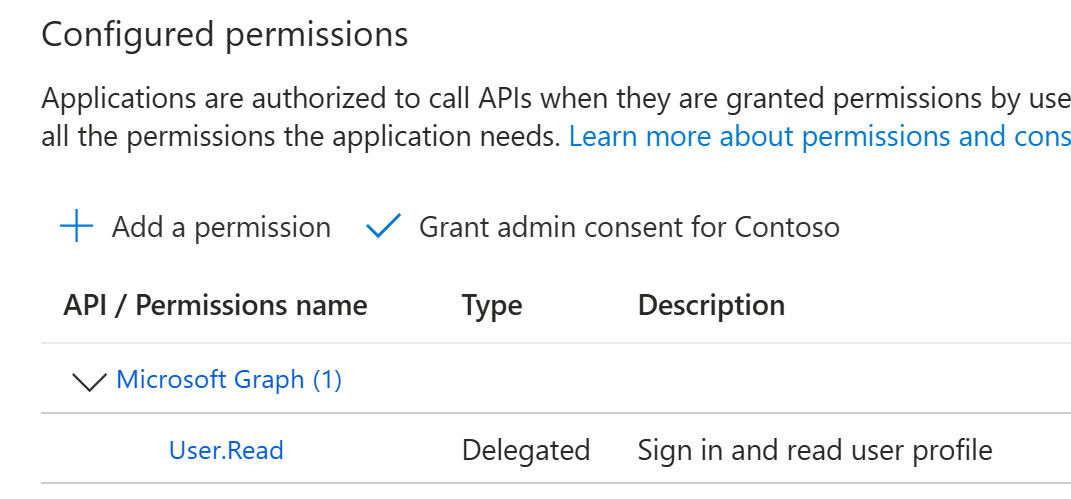 Configured permissions
Applications are authorized to call APIs when they are granted permissions by use
all the permissions the application needs. Learn more about permissions and cons
Add a permission Grant admin consent for Contoso
API / Permissions name Type Description
Microsoft Graph (1)
User.Read Delegated Sign in and read user profile